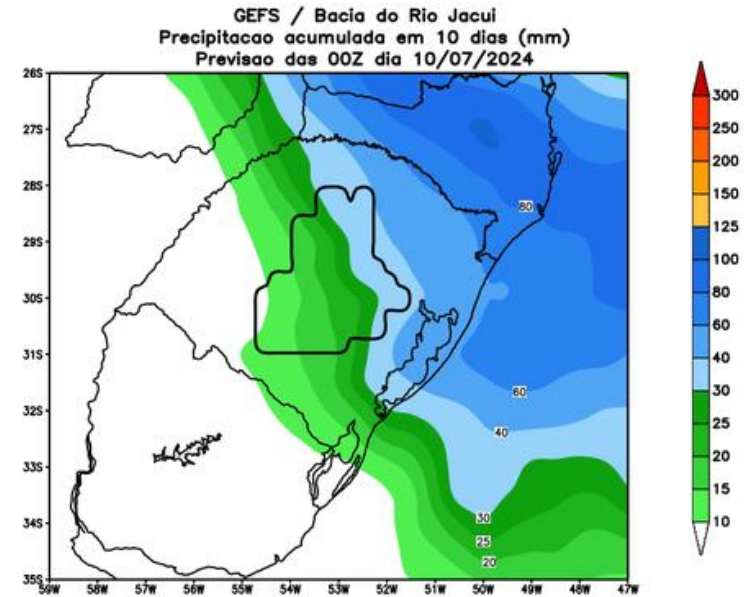 GEFS / Bacia do Rio Jacui
Precipitacao acumulada em 10 dias (mm)
Previsao das 00Z dia 10/07/2024
26S
27S
28S
29S
30S
31S
32S
33S
34S
35S
59W 58W 57W 56W 55W 54W 53W 52W 51W 50W 49W 48W 47W
80
60
40
30
25
20
300
250
200
150
125
100
80
60
40
30
25
20
15
10